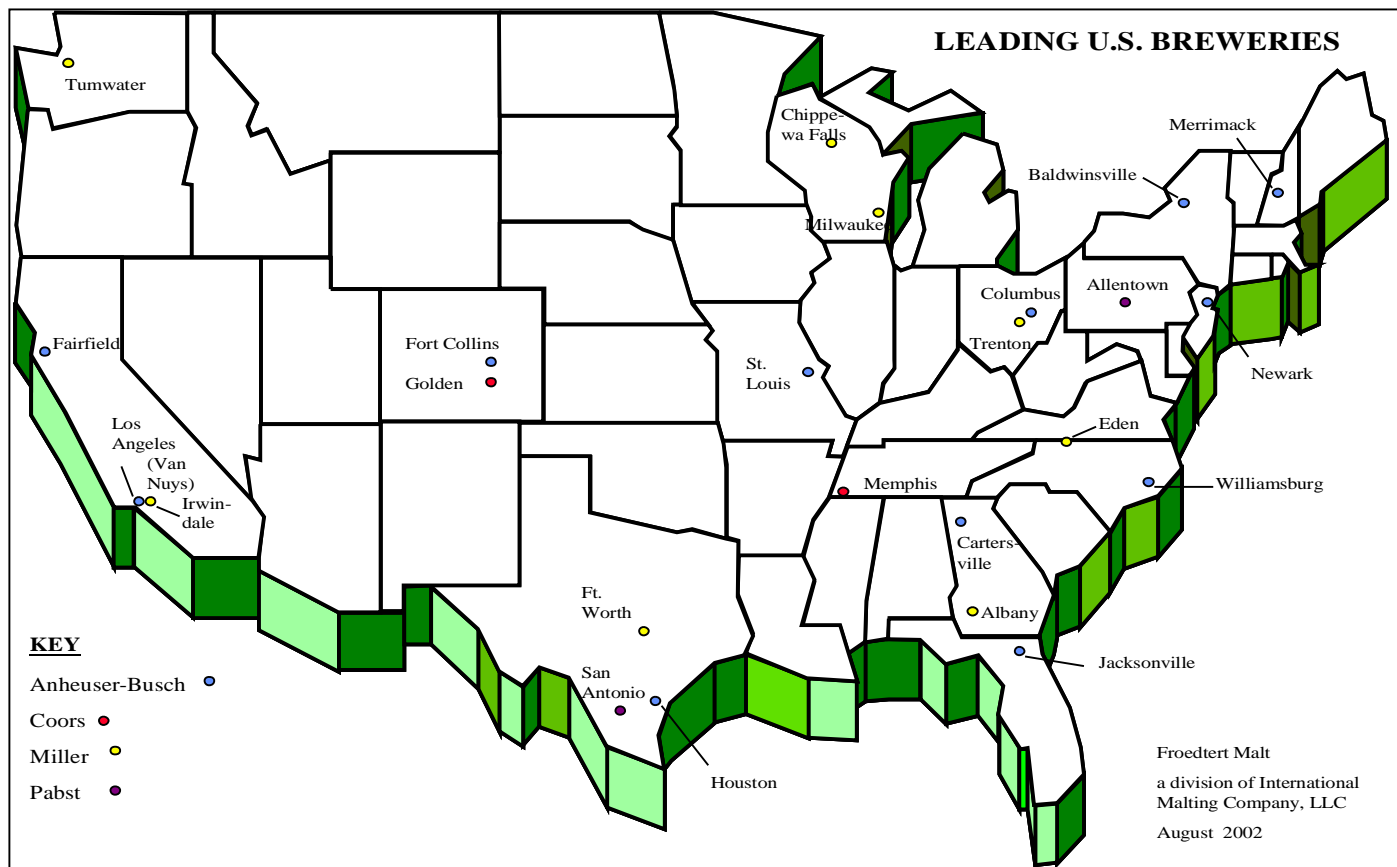 LEADING U.S. BREWERIES
Tumwater
Chippe-
wa Falls
Merrimack
Baldwinsville
Milwaukee
Columbus
Allentown
Fairfield
Fort Collins
Trenton
St.
Louis
Golden
Newark
Los
Angeles
(Van
Nuys)
Eden
Irwin-
dale
Memphis
Williamsburg
Carters-
ville
Ft.
Worth
Albany
KEY
Jacksonville
San
Antonio
Anheuser-Busch
Coors
Miller
Pabst
Houston
Froedtert Malt
a division of International
Malting Company, LLC
August 2002